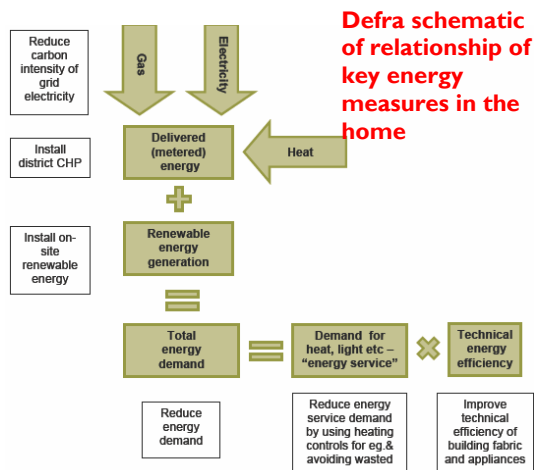 Defra schematic
of relationship of
key energy
measures in the
home
Reduce
carbon
intensity of
grid
electricity
Gas
Electricity
Install
district CHP
Delivered
(metered)
energy
Heat
Install on-
site
renewable
energy
Renewable
energy
generation
Total
energy
demand
Demand for
heat, light etc –
“energy service”
Technical
energy
efficiency
Reduce
energy
demand
Reduce energy
service demand
by using heating
controls for eg.&
avoiding wasted
Improve
technical
efficiency of
building fabric
and appliances